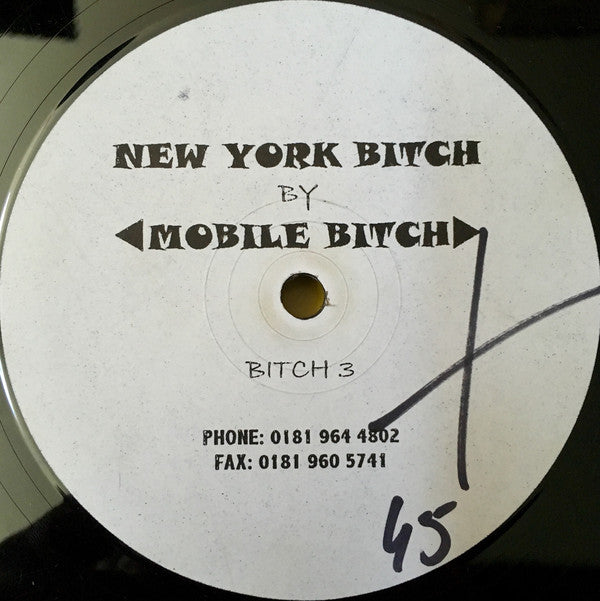 NEW YORK BITCH
BY
◀MOBILE BITCH▶
BITCH 3
PHONE: 0181 964 4802
FAX: 0181 960 5741
45